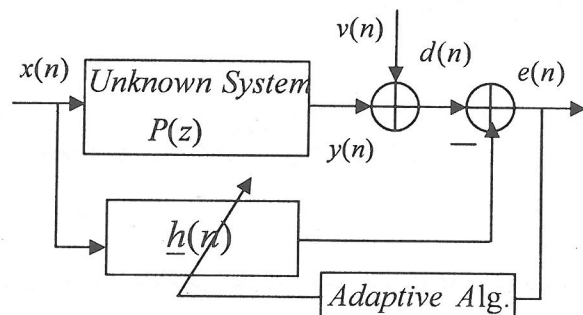 v(n)
x(n)
Unknown System
P(z)
d(n)
e(n)
y(n)
h(n)
Adaptive Alg.